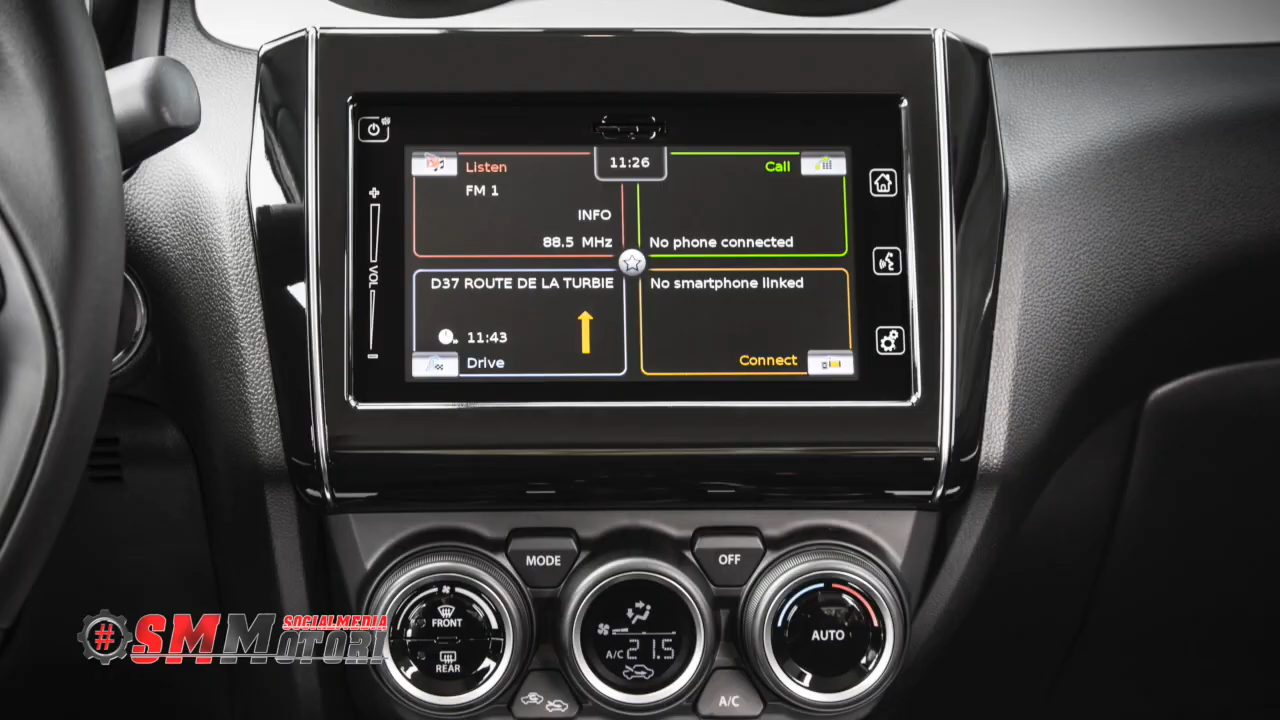 11:26
Listen
FM 1
INFO
88.5 MHz
Call
No phone connected
D37 ROUTE DE LA TURBIE
11:43
Drive
No smartphone linked
Connect
+
VOL
-
MODE
OFF
FRONT
REAR
A/C 21.5
AUTO
A/C
# SMMOTORI
SOCIALMEDIA